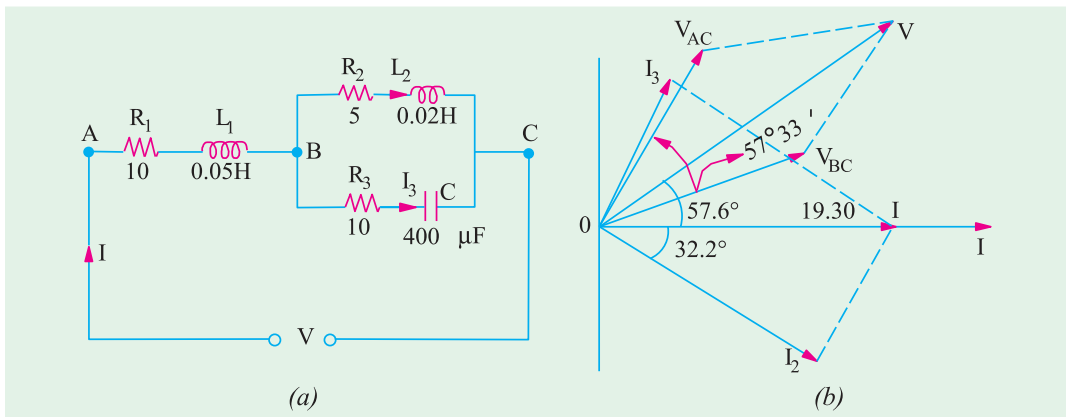 A
R1
10
L1
0.05H
B
R2
5
L2
0.02H
R3
10
I3
C
400 μF
C
I
V
(a)
VAC
V
I3
57° 33 '
VBC
0
57.6°
19.30
I
I
32.2°
I2
(b)